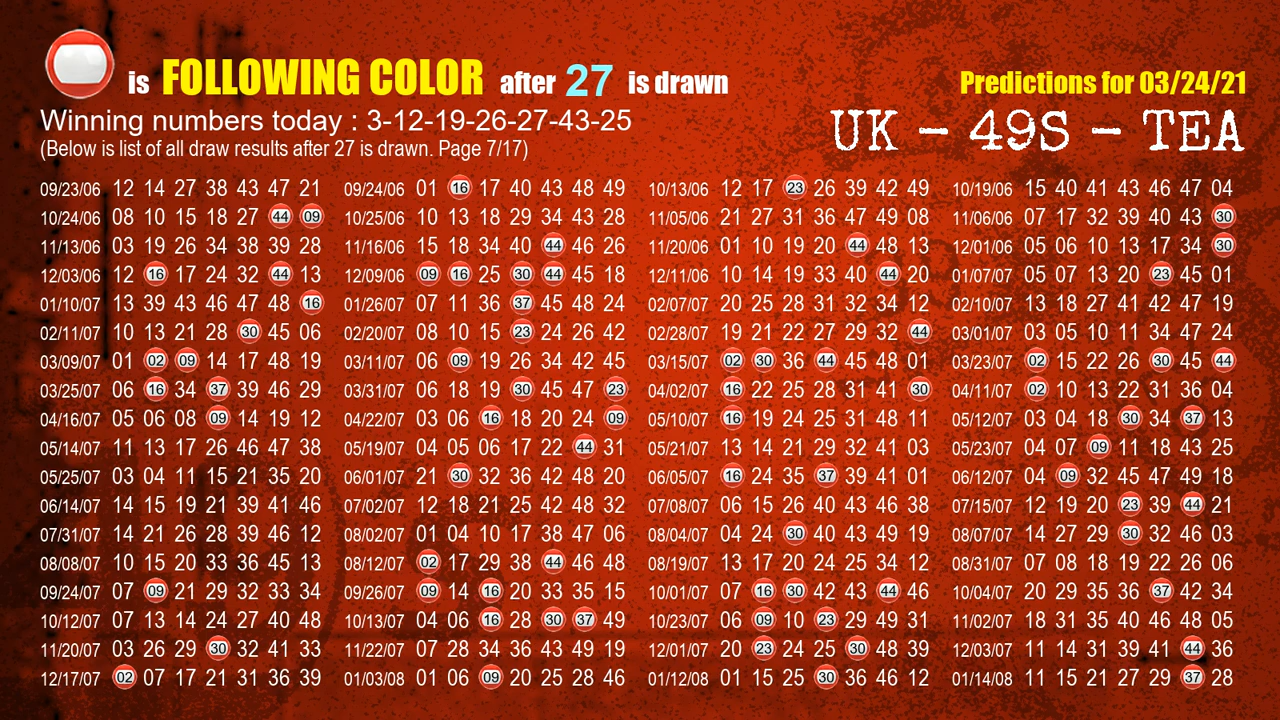 is FOLLOWING COLOR after 27 is drawn
Predictions for 03/24/21
Winning numbers today : 3-12-19-26-27-43-25
UK - 49S - TEA
(Below is list of all draw results after 27 is drawn. Page 7/17)
09/23/06 12 14 27 38 43 47 21 09/24/06 01 16 17 40 43 48 49 10/13/06 12 17 23 26 39 42 49 10/19/06 15 40 41 43 46 47 04
10/24/06 08 10 15 18 27 44 09 10/25/06 10 13 18 29 34 43 28 11/05/06 21 27 31 36 47 49 08 11/06/06 07 17 32 39 40 43 30
11/13/06 03 19 26 34 38 39 28 11/16/06 15 18 34 40 44 46 26 11/20/06 01 10 19 20 44 48 13 12/01/06 05 06 10 13 17 34 30
12/03/06 12 16 17 24 32 44 13 12/09/06 09 16 25 30 44 45 18 12/11/06 10 14 19 33 40 44 20 01/07/07 05 07 13 20 23 45 01
01/10/07 13 39 43 46 47 48 16 01/26/07 07 11 36 37 45 48 24 02/07/07 20 25 28 31 32 34 12 02/10/07 13 18 27 41 42 47 19
02/11/07 10 13 21 28 30 45 06 02/20/07 08 10 15 23 24 26 42 02/28/07 19 21 22 27 29 32 44 03/01/07 03 05 10 11 34 47 24
03/09/07 01 02 09 14 17 48 19 03/11/07 06 09 19 26 34 42 45 03/15/07 02 30 36 44 45 48 01 03/23/07 02 15 22 26 30 45 44
03/25/07 06 16 34 37 39 46 29 03/31/07 06 18 19 30 45 47 23 04/02/07 16 22 25 28 31 41 30 04/11/07 02 10 13 22 31 36 04
04/16/07 05 06 08 09 14 19 12 04/22/07 03 06 16 18 20 24 09 05/10/07 16 19 24 25 31 48 11 05/12/07 03 04 18 30 34 37 13
05/14/07 11 13 17 26 46 47 38 05/19/07 04 05 06 17 22 44 31 05/21/07 13 14 21 29 32 41 03 05/23/07 04 07 09 11 18 43 25
05/25/07 03 04 11 15 21 35 20 06/01/07 21 30 32 36 42 48 20 06/05/07 16 24 35 37 39 41 01 06/12/07 04 09 32 45 47 49 18
06/14/07 14 15 19 21 39 41 46 07/02/07 12 18 21 25 42 48 32 07/08/07 06 15 26 40 43 46 38 07/15/07 12 19 20 23 39 44 21
07/31/07 14 21 26 28 39 46 12 08/02/07 01 04 10 17 38 47 06 08/04/07 04 24 30 40 43 49 19 08/07/07 14 27 29 30 32 46 03
08/08/07 10 15 20 33 36 45 13 08/12/07 02 17 29 38 44 46 48 08/19/07 13 17 20 24 25 34 12 08/31/07 07 08 18 19 22 26 06
09/24/07 07 09 21 29 32 33 34 09/26/07 09 14 16 20 33 35 15 10/01/07 07 16 30 42 43 44 46 10/04/07 20 29 35 36 37 42 34
10/12/07 07 13 14 24 27 40 48 10/13/07 04 06 16 28 30 37 49 10/23/07 06 09 10 23 29 49 31 11/02/07 18 31 35 40 46 48 05
11/20/07 03 26 29 30 32 41 33 11/22/07 07 28 34 36 43 49 19 12/01/07 20 23 24 25 30 48 39 12/03/07 11 14 31 35 41 44 36
12/17/07 02 07 17 21 31 36 39 01/03/08 01 06 09 20 25 28 46 01/12/08 01 15 25 30 36 46 12 01/14/08 11 15 21 27 29 37 28